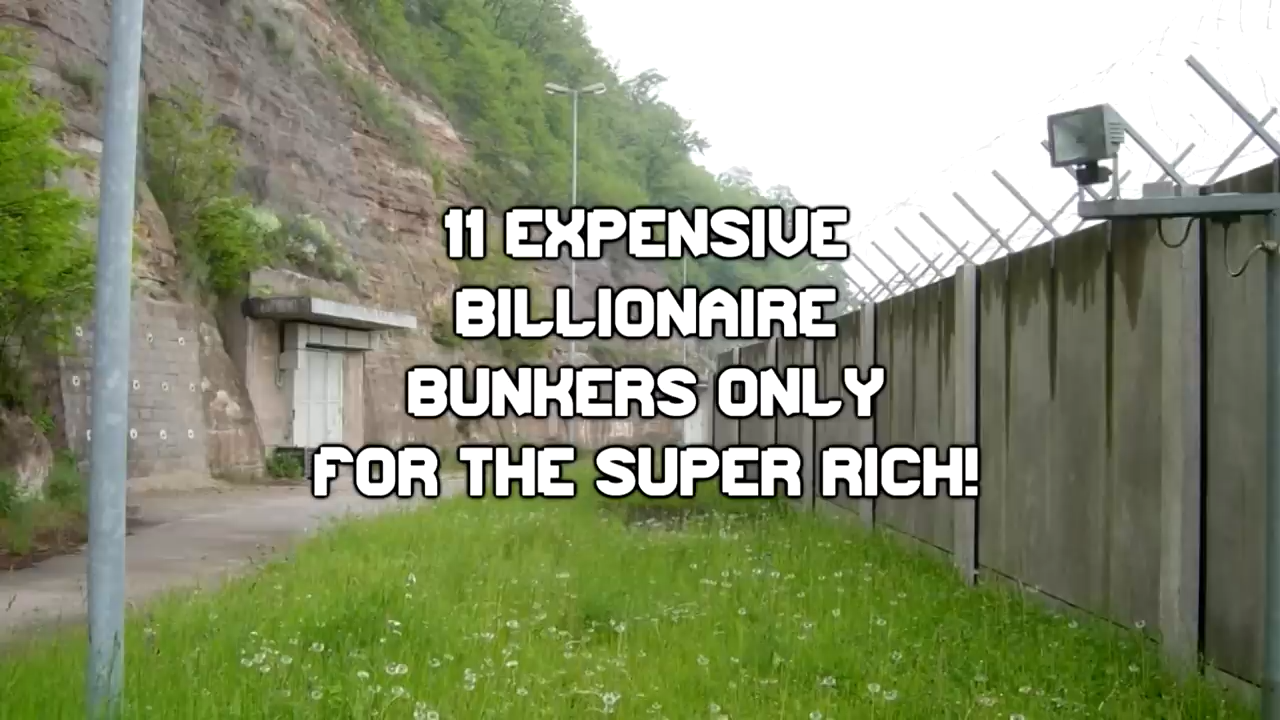 11 EXPENSIVE
BILLIONAIRE
BUNKERS ONLY
FOR THE SUPER RICH!